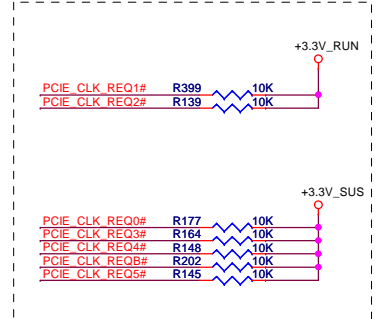 +3.3V_RUN
PCIE_CLK_REQ1# R399 10K
PCIE_CLK_REQ2# R139 10K
+3.3V_SUS
PCIE_CLK_REQ0# R177 10K
PCIE_CLK_REQ3# R164 10K
PCIE_CLK_REQ4# R148 10K
PCIE_CLK_REQB# R202 10K
PCIE_CLK_REQ5# R145 10K